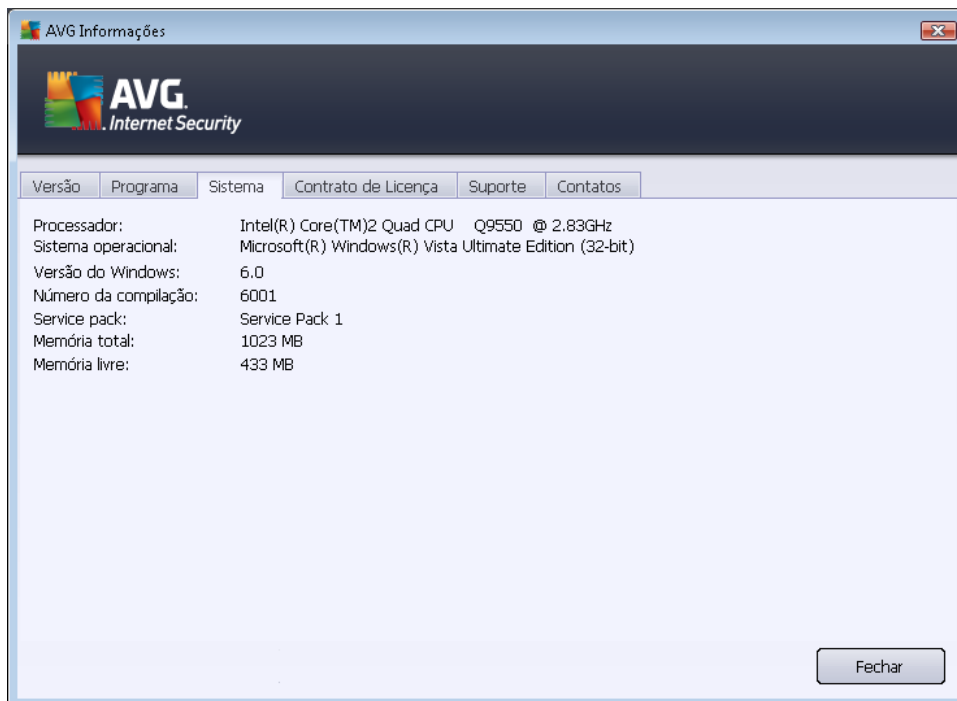 AVG Informações
AVG.
Internet Security
Versão Programa Sistema Contrato de Licença Suporte Contatos
Processador: Intel(R) Core(TM)2 Quad CPU Q9550 @ 2.83GHz
Sistema operacional: Microsoft(R) Windows(R) Vista Ultimate Edition (32-bit)
Versão do Windows: 6.0
Número da compilação: 6001
Service pack: Service Pack 1
Memória total: 1023 MB
Memória livre: 433 MB
Fechar